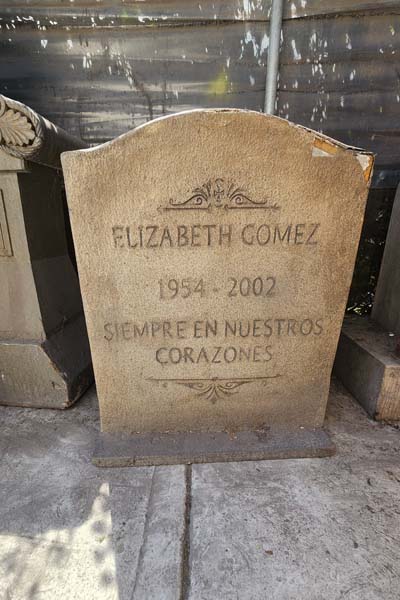 ELIZABETH GOMEZ
1954 - 2002
SIEMPRE EN NUESTROS
CORAZONES